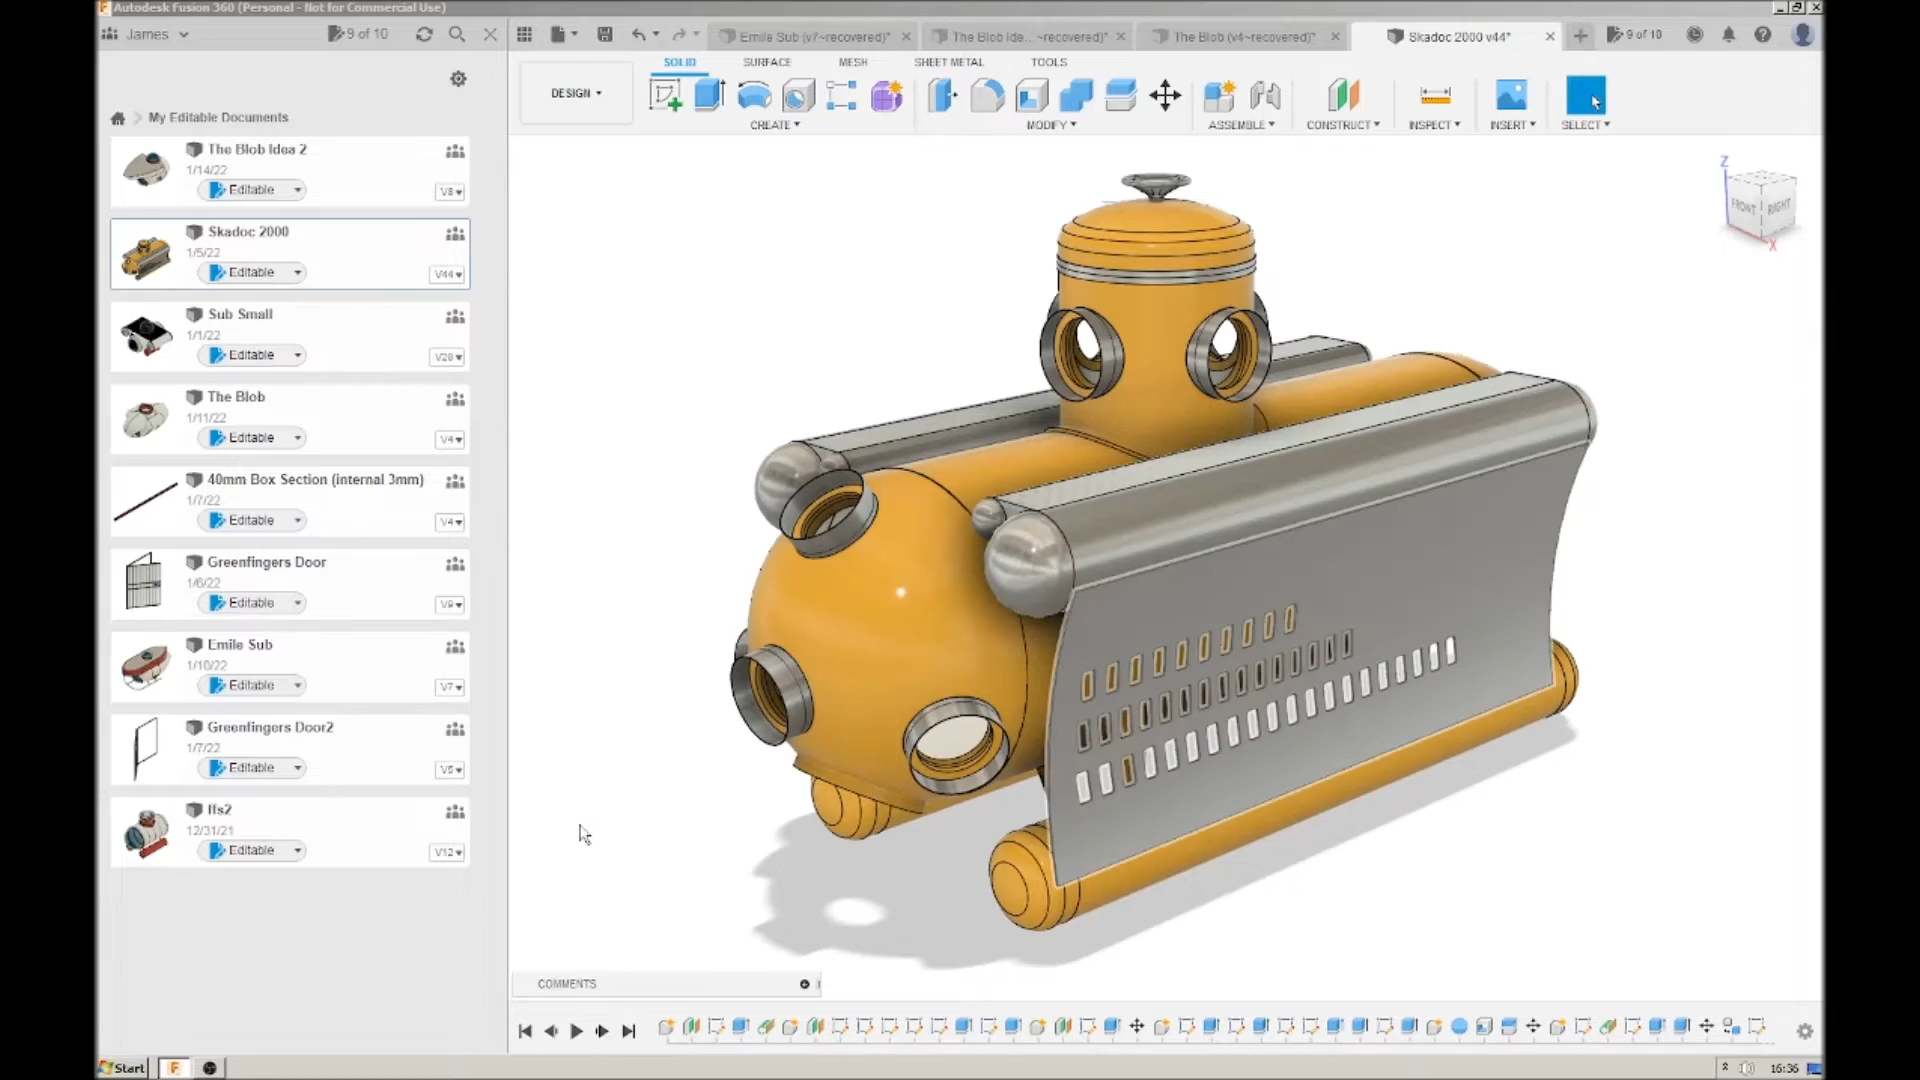 Autodesk Fusion 360 (Personal - Not for Commercial Use)
James
9 of 10
Emile Sub (v7~recovered)*
The Blob Ide... ~recovered)*
The Blob (v4~recovered)*
Skadoc 2000 v44*
9 of 10
SOLID
SURFACE
MESH
SHEET METAL
TOOLS
DESIGN
CREATE
MODIFY
ASSEMBLE
CONSTRUCT
INSPECT
INSERT
SELECT
My Editable Documents
The Blob Idea 2
1/14/22
Editable
V8
Skadoc 2000
1/5/22
Editable
V44
Sub Small
1/1/22
Editable
V28
The Blob
1/11/22
Editable
V4
40mm Box Section (internal 3mm)
1/7/22
Editable
V4
Greenfingers Door
1/6/22
Editable
V9
Emile Sub
1/10/22
Editable
V7
Greenfingers Door2
1/7/22
Editable
V5
12/31/21
Editable
V12
Z
FRONT
RIGHT
X
COMMENTS
Start
16:36